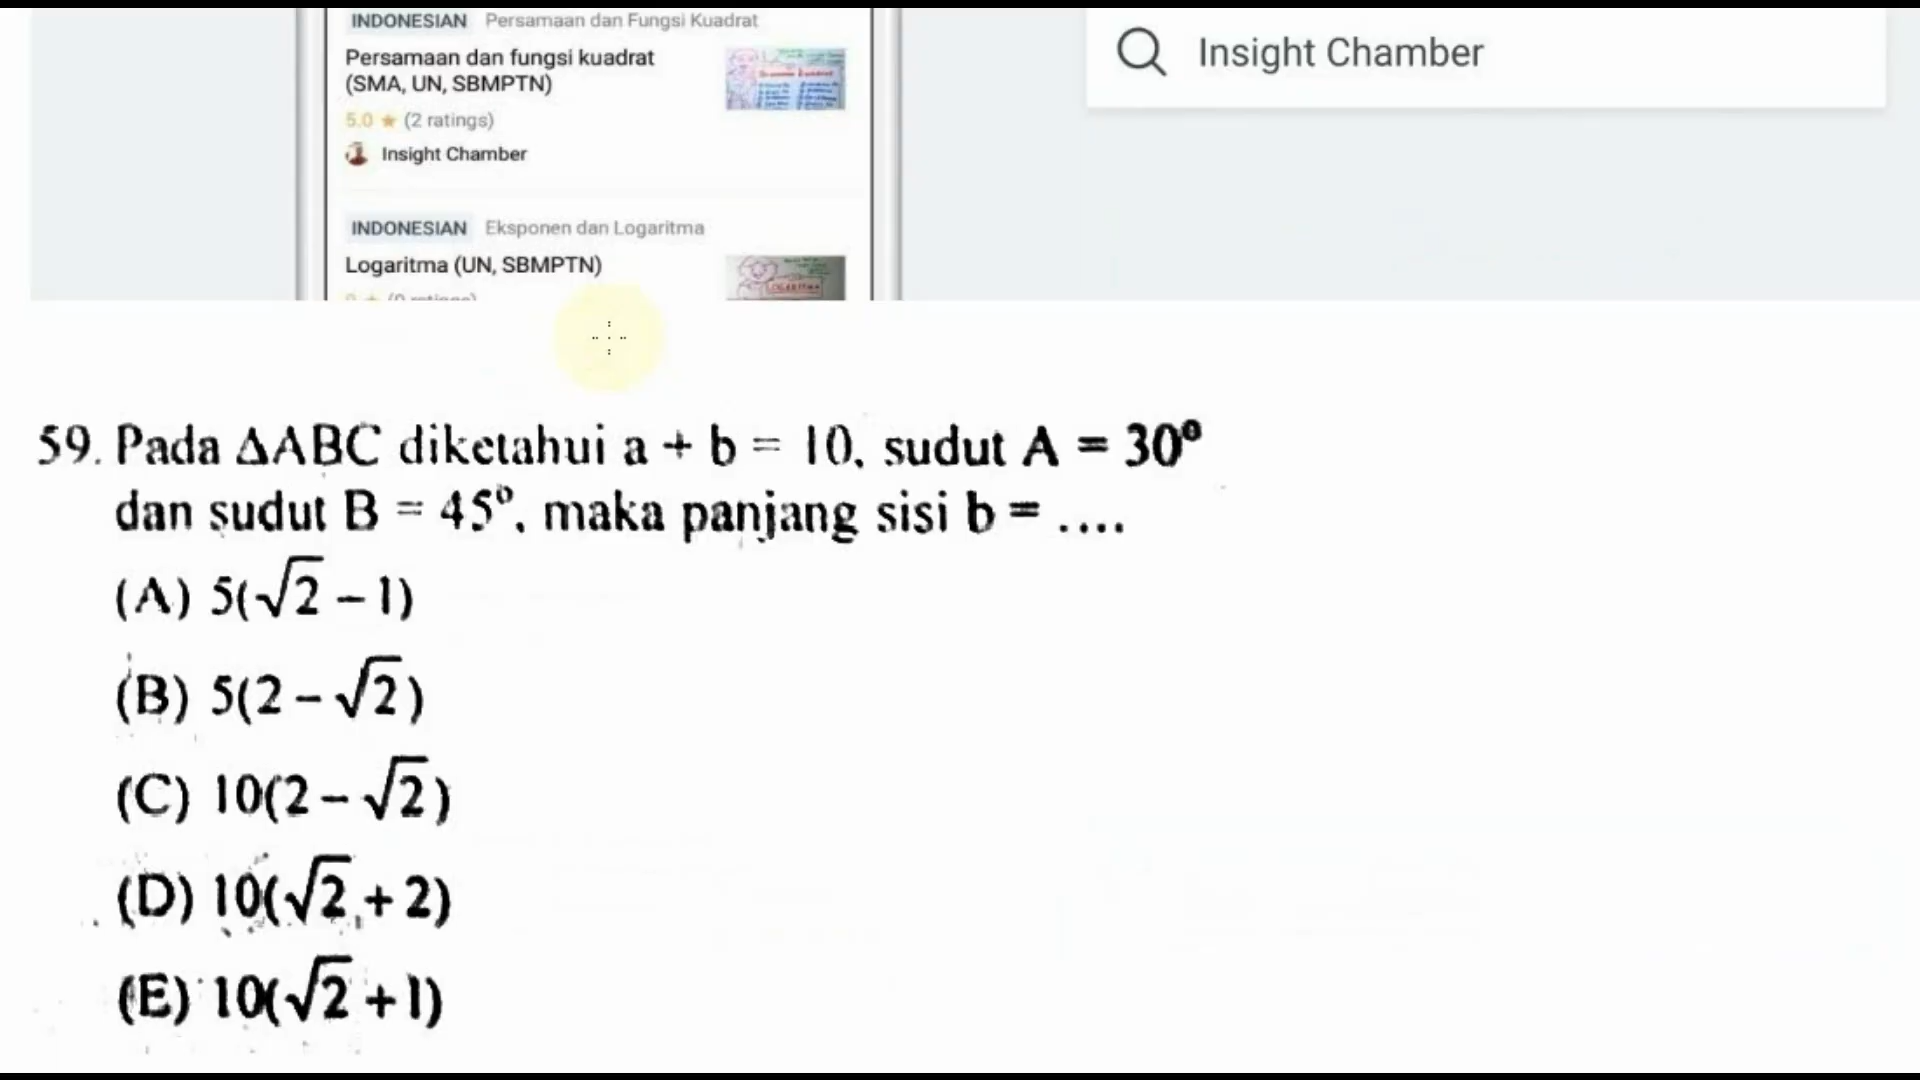 INDONESIAN Persamaan dan Fungsi Kuadrat
Persamaan dan fungsi kuadrat
(SMA, UN, SBMPTN)
5.0 ★ (2 ratings)
Insight Chamber
INDONESIAN Eksponen dan Logaritma
Logaritma (UN, SBMPTN)
Insight Chamber
59. Pada ΔABC diketahui a + b = 10, sudut A = 30°
dan sudut B = 45°, maka panjang sisi b = ....
(A) 5(√2 − 1)
(B) 5(2 − √2)
(C) 10(2 − √2)
(D) 10(√2 + 2)
(E) 10(√2 + 1)